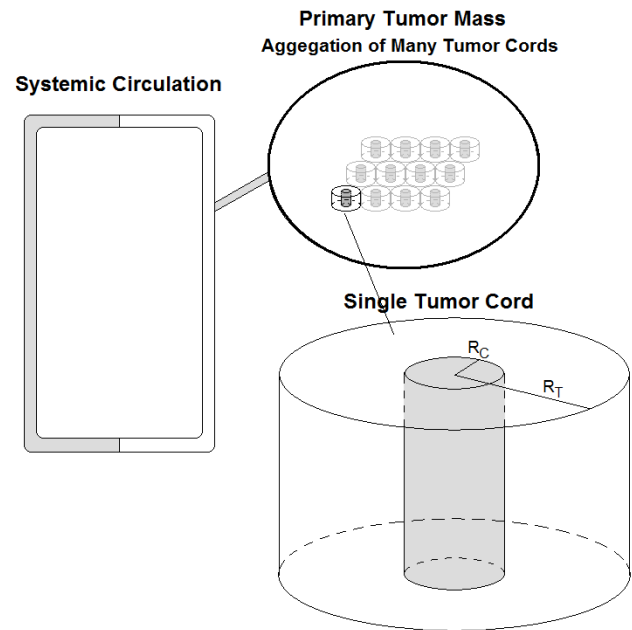 Primary Tumor Mass
Aggegation of Many Tumor Cords
Systemic Circulation
Single Tumor Cord
R_C
R_T